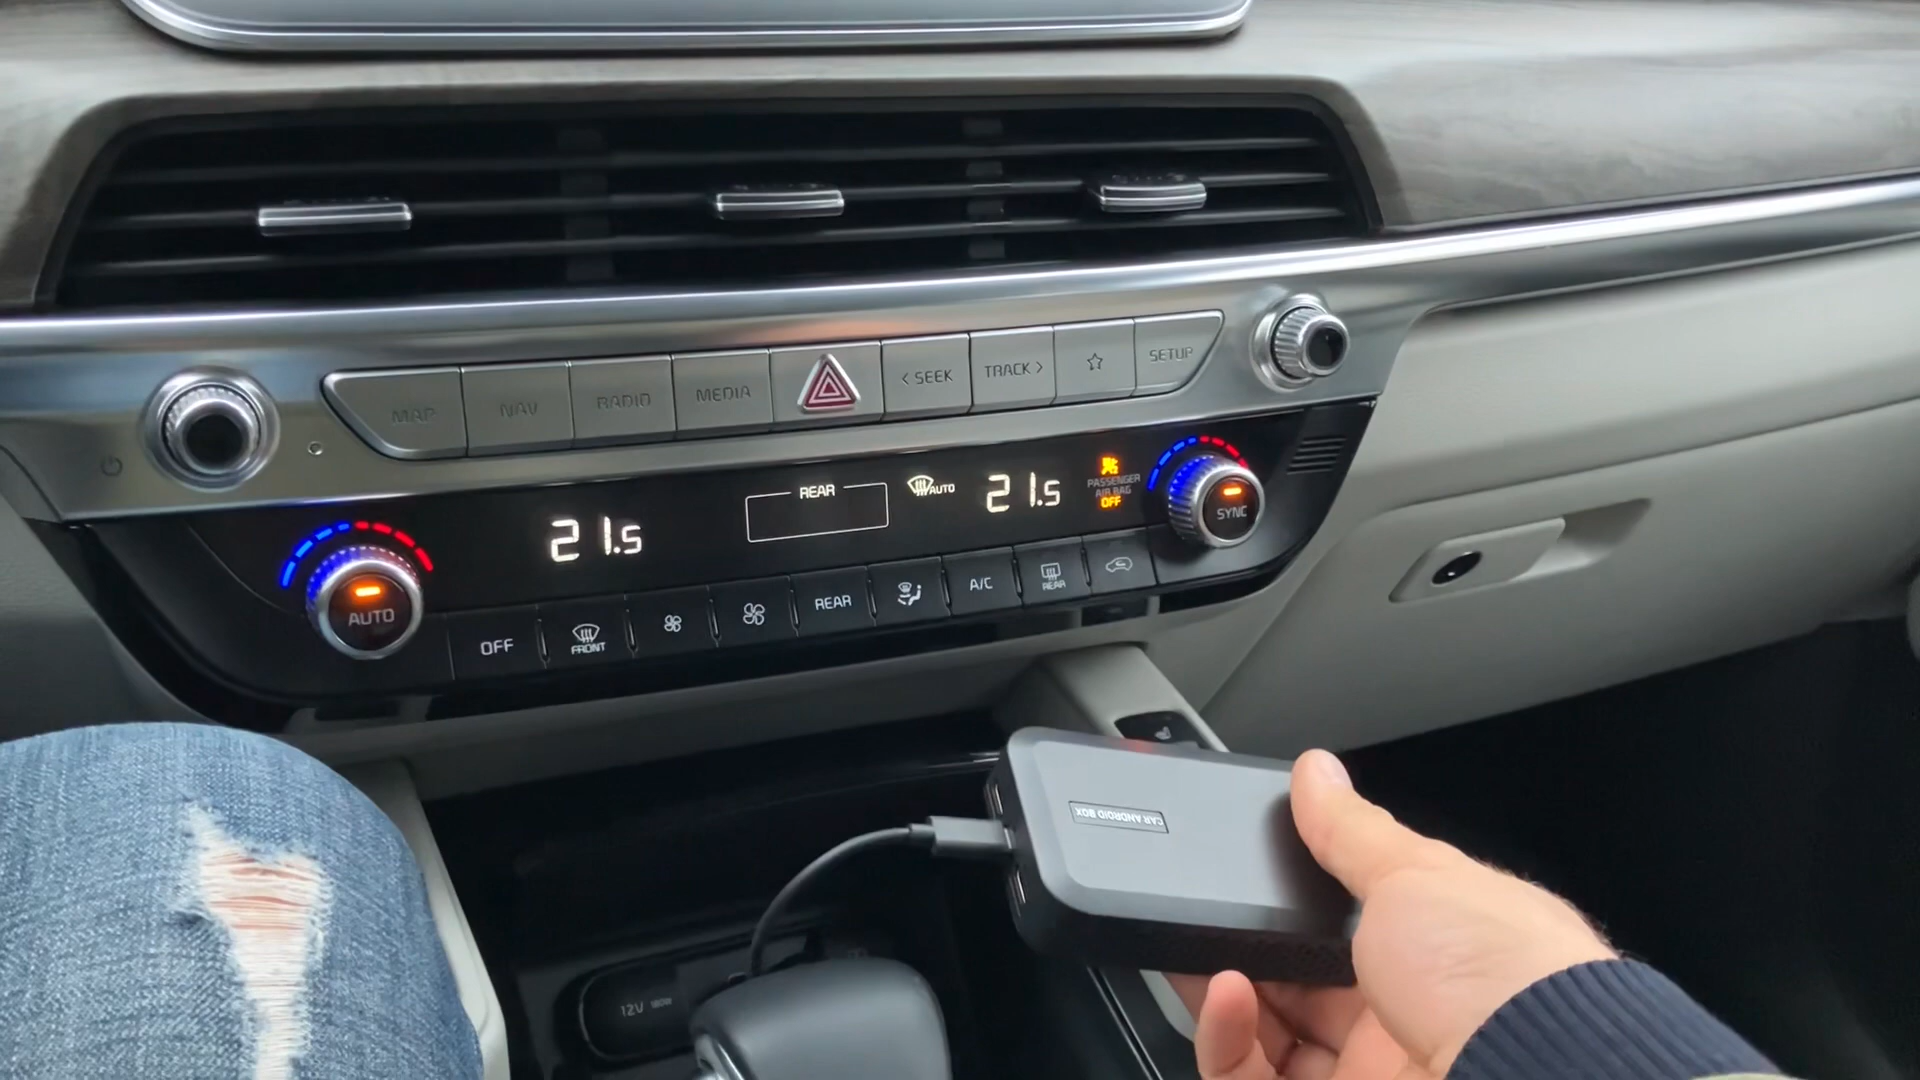 MAP NAV RADIO MEDIA < SEEK TRACK > SETUP
21.5 REAR AUTO 21.5 PASSENGER AIR BAG OFF
AUTO SYNC
OFF FRONT REAR A/C REAR
CAR ANDROID BOX
12V 180W